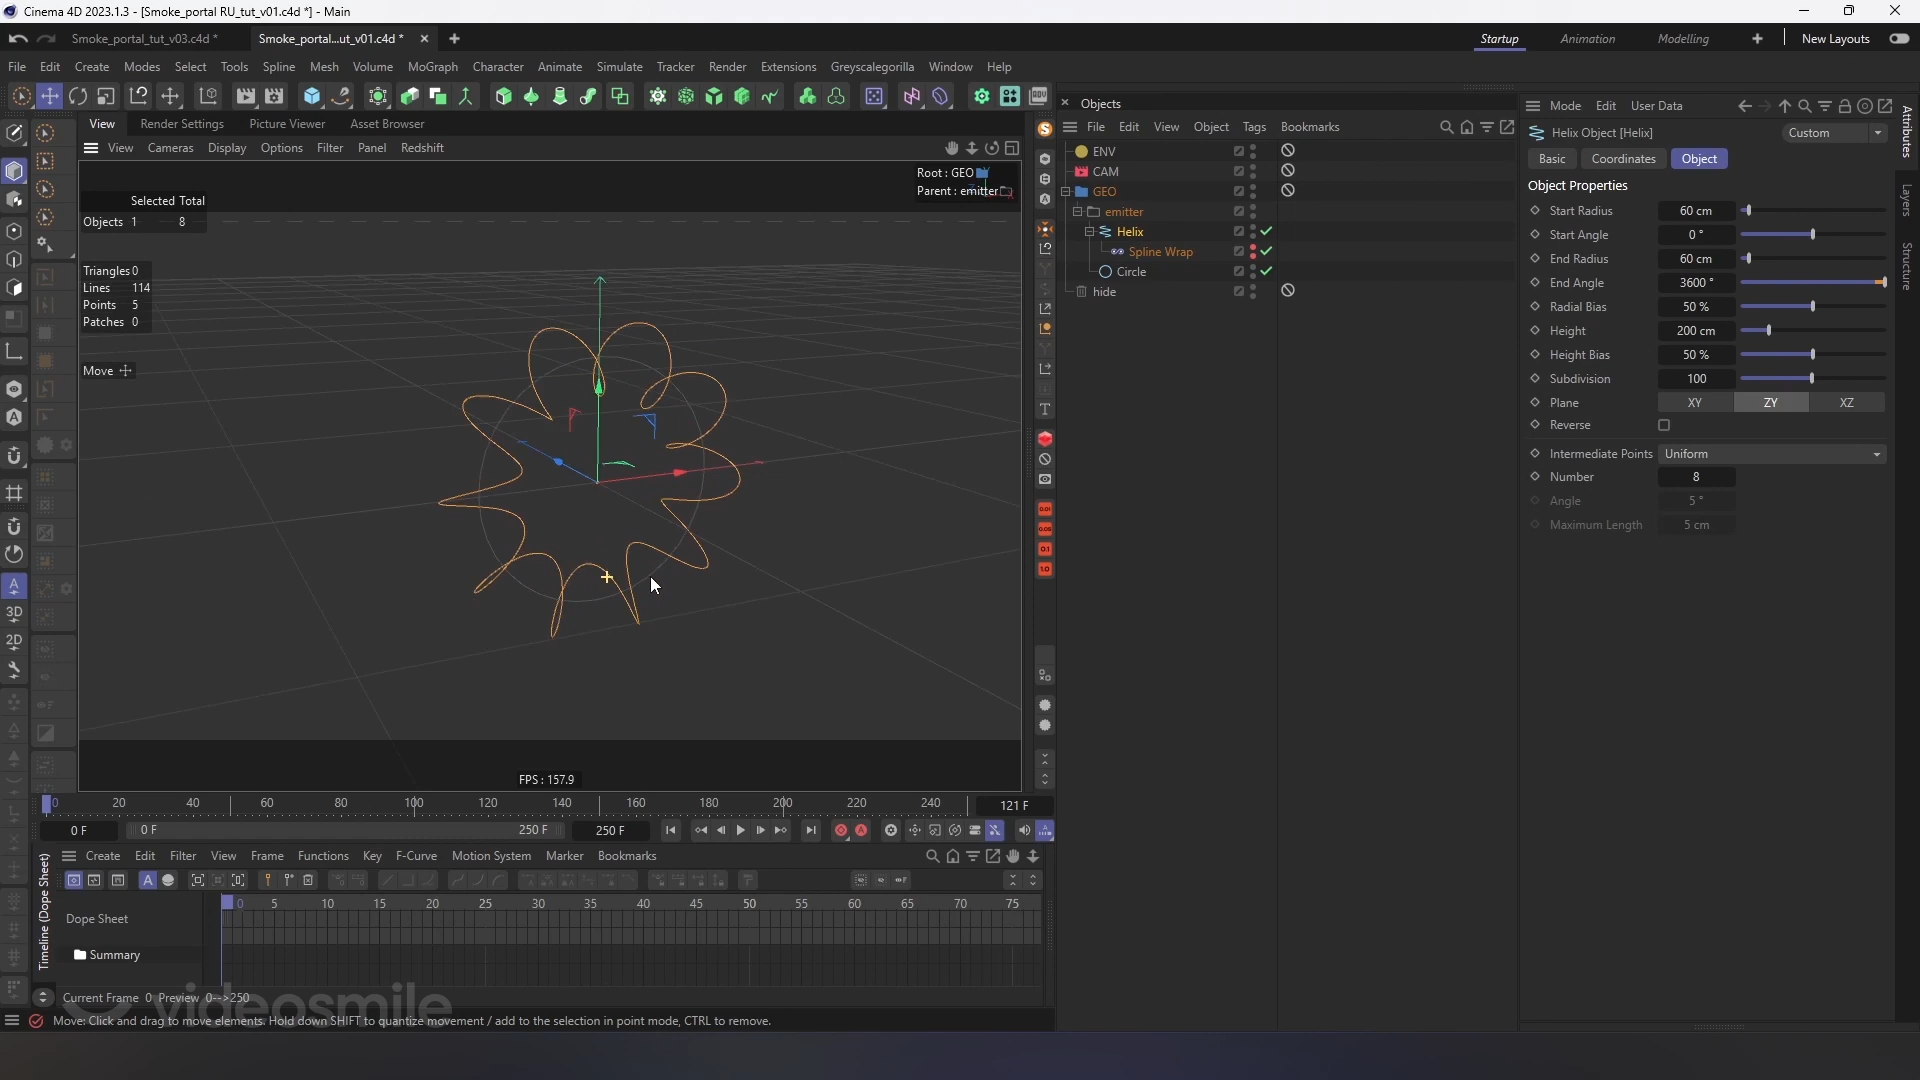 Cinema 4D 2023.1.3 - [Smoke_portal RU_tut_v01.c4d *] - Main
Smoke_portal_tut_v03.c4d *
Smoke_portal...ut_v01.c4d *
Startup
Animation
Modelling
New Layouts
File Edit Create Modes Select Tools Spline Mesh Volume MoGraph Character Animate Simulate Tracker Render Extensions Greyscalegorilla Window Help
View Render Settings Picture Viewer Asset Browser
View Cameras Display Options Filter Panel Redshift
Root : GEO
Parent : emitter
Selected Total
Objects 1 8
Triangles 0
Lines 114
Points 5
Patches 0
Move
FPS : 157.9
3D
2D
Objects
File Edit View Object Tags Bookmarks
ENV
CAM
GEO
emitter
Helix
Spline Wrap
Circle
hide
Mode Edit User Data
Helix Object [Helix]
Custom
Basic Coordinates Object
Object Properties
Start Radius 60 cm
Start Angle 0 °
End Radius 60 cm
End Angle 3600 °
Radial Bias 50 %
Height 200 cm
Height Bias 50 %
Subdivision 100
Plane XY ZY XZ
Reverse
Intermediate Points Uniform
Number 8
Angle 5 °
Maximum Length 5 cm
Attributes
Layers
Structure
0 20 40 60 80 100 120 140 160 180 200 220 240 121 F
0 F 0 F 250 F 250 F
Create Edit Filter View Frame Functions Key F-Curve Motion System Marker Bookmarks
Timeline (Dope Sheet)
0 5 10 15 20 25 30 35 40 45 50 55 60 65 70 75
Dope Sheet
Summary
Current Frame 0 Preview 0-->250
videosmile
Move: Click and drag to move elements. Hold down SHIFT to quantize movement / add to the selection in point mode, CTRL to remove.